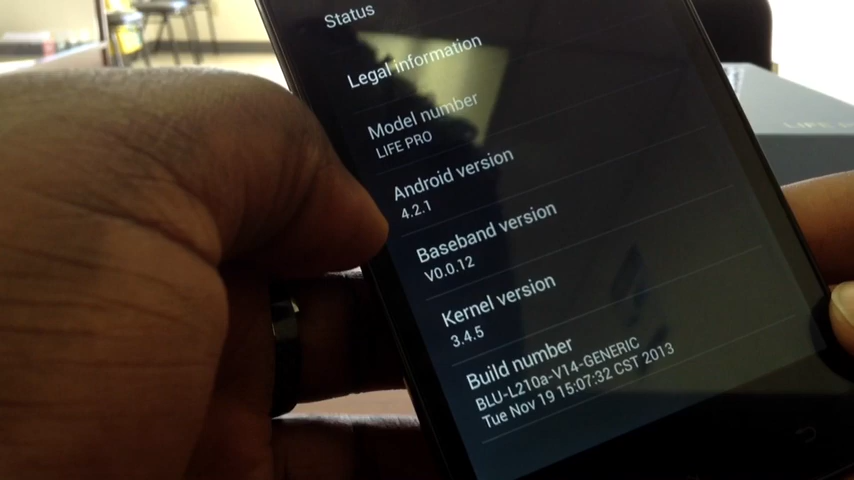 Status
Legal information
Model number
LIFE PRO
Android version
4.2.1
Baseband version
V0.0.12
Kernel version
3.4.5
Build number
BLU-L210a-V14-GENERIC
Tue Nov 19 15:07:32 CST 2013
LIFE